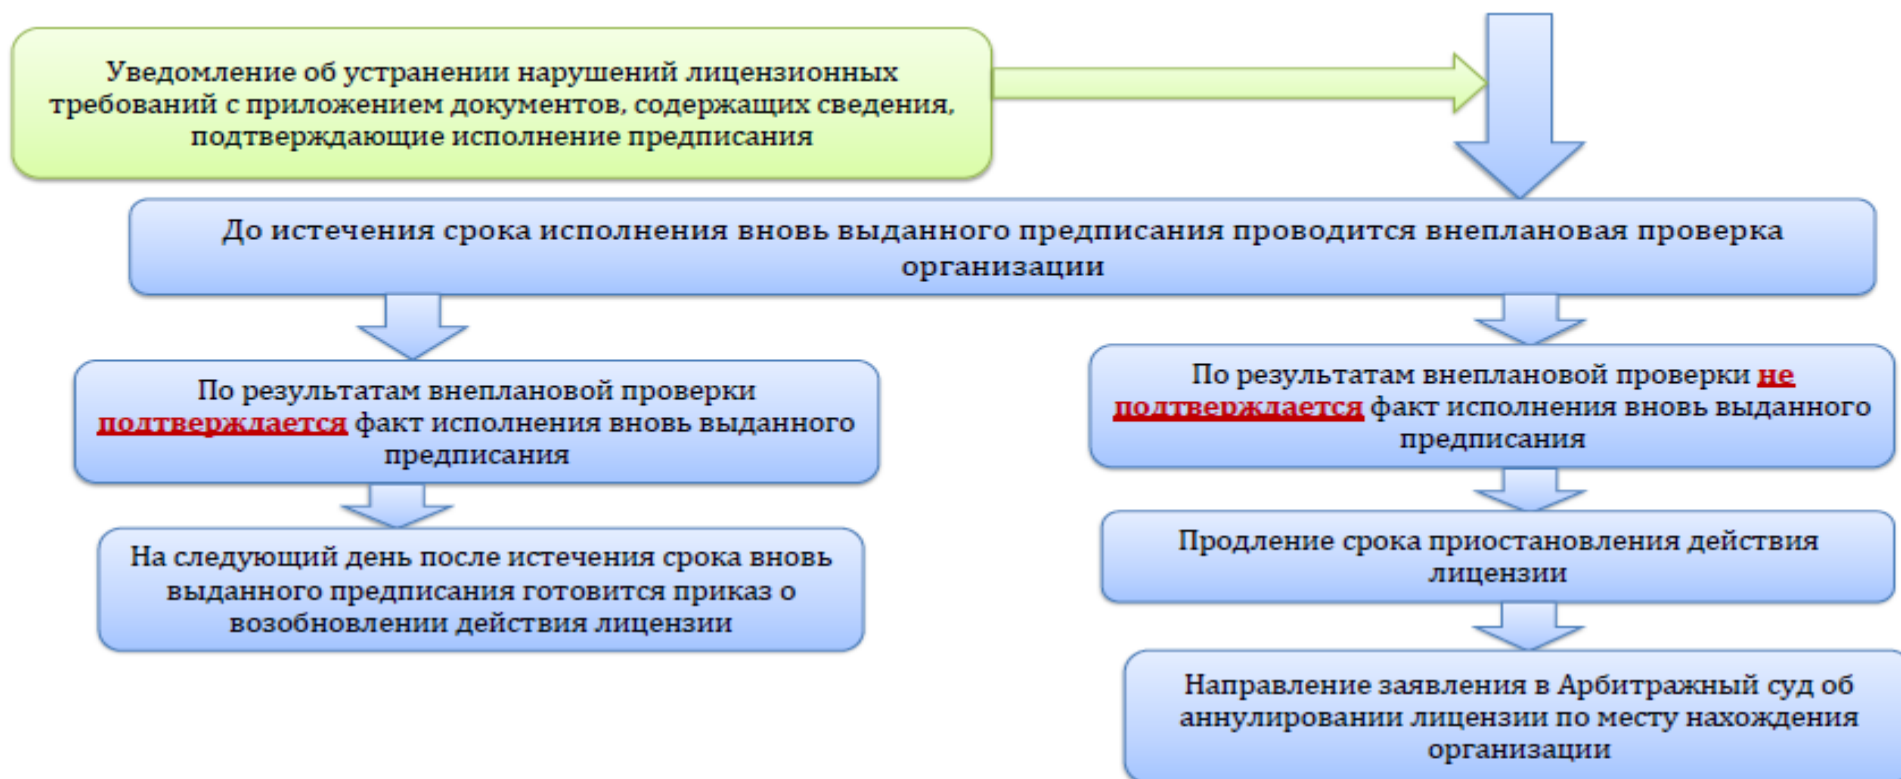 Уведомление об устранении нарушений лицензионных
требований с приложением документов, содержащих сведения,
подтверждающие исполнение предписания
До истечения срока исполнения вновь выданного предписания проводится внеплановая проверка
организации
По результатам внеплановой проверки
подтверждается факт исполнения вновь выданного
предписания
На следующий день после истечения срока вновь
выданного предписания готовится приказ о
возобновлении действия лицензии
По результатам внеплановой проверки не
подтверждается факт исполнения вновь выданного
предписания
Продление срока приостановления действия
лицензии
Направление заявления в Арбитражный суд об
аннулировании лицензии по месту нахождения
организации